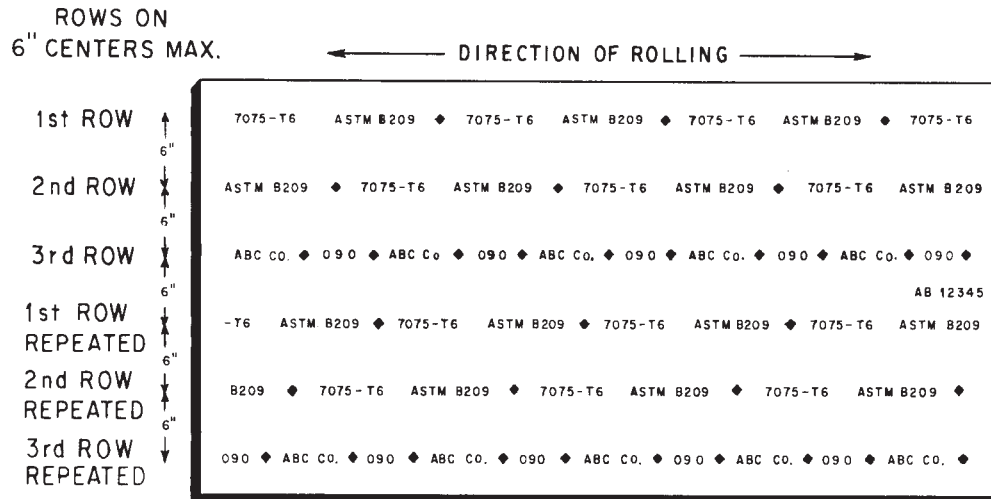 ROWS ON
6" CENTERS MAX.
DIRECTION OF ROLLING
1st ROW 7075-T6 ASTM B209 ◆ 7075-T6 ASTM B209 ◆ 7075-T6 ASTM B209 ◆ 7075-T6
6"
2nd ROW ASTM B209 ◆ 7075-T6 ASTM B209 ◆ 7075-T6 ASTM B209 ◆ 7075-T6 ASTM B209
6"
3rd ROW ABC CO. ◆ 090 ◆ ABC Co ◆ 090 ◆ ABC Co. ◆ 090 ◆ ABC Co. ◆ 090 ◆ ABC Co. ◆ 090 ◆
6" AB 12345
1st ROW
REPEATED -T6 ASTM B209 ◆ 7075-T6 ASTM B209 ◆ 7075-T6 ASTM B209 ◆ 7075-T6 ASTM B209
6"
2nd ROW
REPEATED B209 ◆ 7075-T6 ASTM B209 ◆ 7075-T6 ASTM B209 ◆ 7075-T6 ASTM B209 ◆
6"
3rd ROW
REPEATED 090 ◆ ABC CO. ◆ 090 ◆ ABC CO. ◆ 090 ◆ ABC CO. ◆ 090 ◆ ABC CO. ◆ 090 ◆ ABC CO. ◆